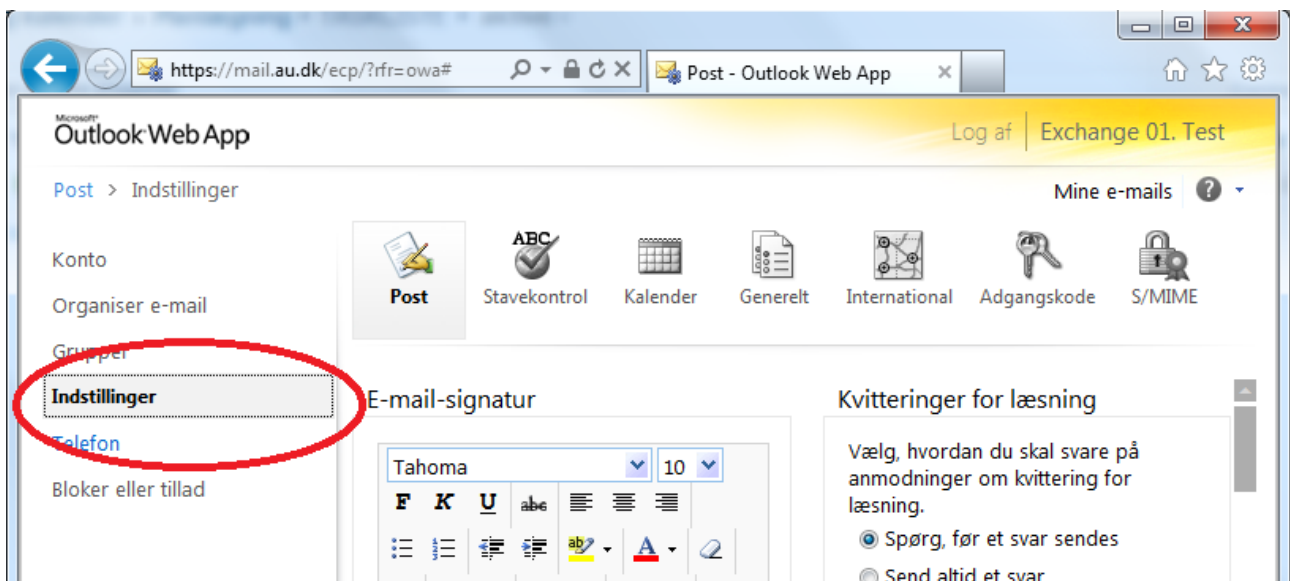 https://mail.au.dk/ecp/?rfr=owa#
Post - Outlook Web App
Microsoft
Outlook Web App
Log af
Exchange 01. Test
Post > Indstillinger
Mine e-mails
Konto
Organiser e-mail
Grupper
Indstillinger
Telefon
Bloker eller tillad
ABC
Post
Stavekontrol
Kalender
Generelt
International
Adgangskode
S/MIME
E-mail-signatur
Tahoma
10
F K U abc
ab A
Kvitteringer for læsning
Vælg, hvordan du skal svare på
anmodninger om kvittering for
læsning.
Spørg, før et svar sendes
Send altid et svar